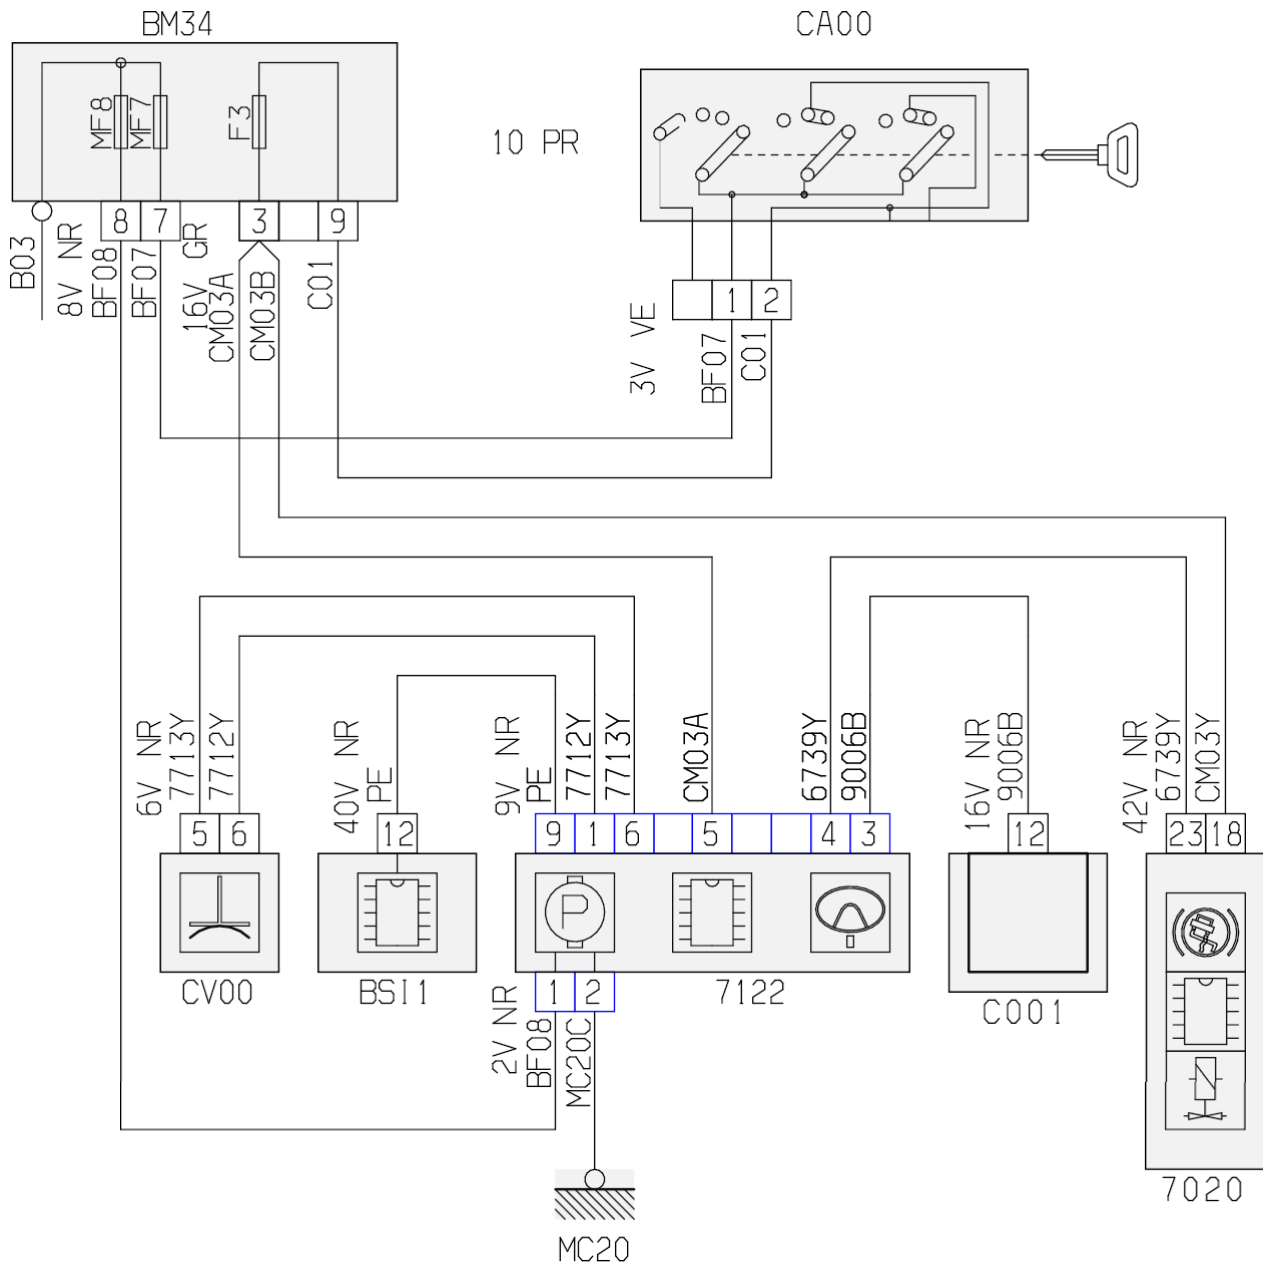 BM34
CA00
MF8
MF7
F3
10 PR
8
7
3
9
B03
8V NR
BF08
BF07
16V GR
CM03A
CM03B
C01
1
2
3V VE
BF07
C01
6V NR
7713Y
7712Y
40V NR
PE
9V NR
PE
7712Y
7713Y
CM03A
6739Y
9006B
16V NR
9006B
42V NR
6739Y
CM03Y
5
6
12
9
1
6
5
4
3
12
23
18
P
CV00
BSI1
1
2
7122
C001
2V NR
BF08
MC20C
7020
MC20